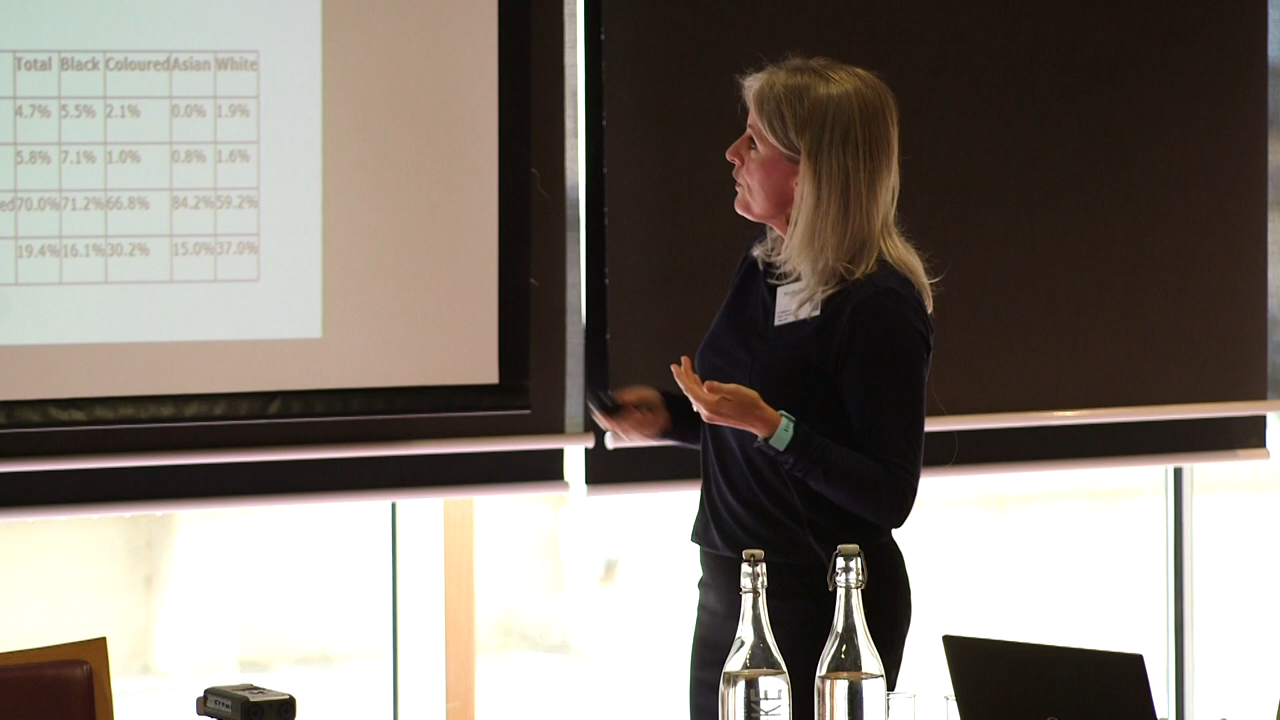 Total Black Coloured Asian White
4.7% 5.5% 2.1% 0.0% 1.9%
5.8% 7.1% 1.0% 0.8% 1.6%
ed 70.0% 71.2% 66.8% 84.2% 59.2%
19.4% 16.1% 30.2% 15.0% 37.0%
KE